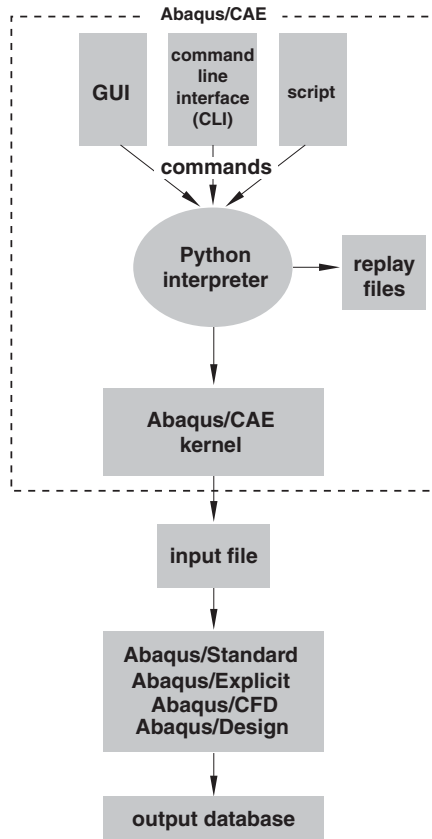 Abaqus/CAE
GUI
command
line
interface
(CLI)
script
commands
Python
interpreter
replay
files
Abaqus/CAE
kernel
input file
Abaqus/Standard
Abaqus/Explicit
Abaqus/CFD
Abaqus/Design
output database